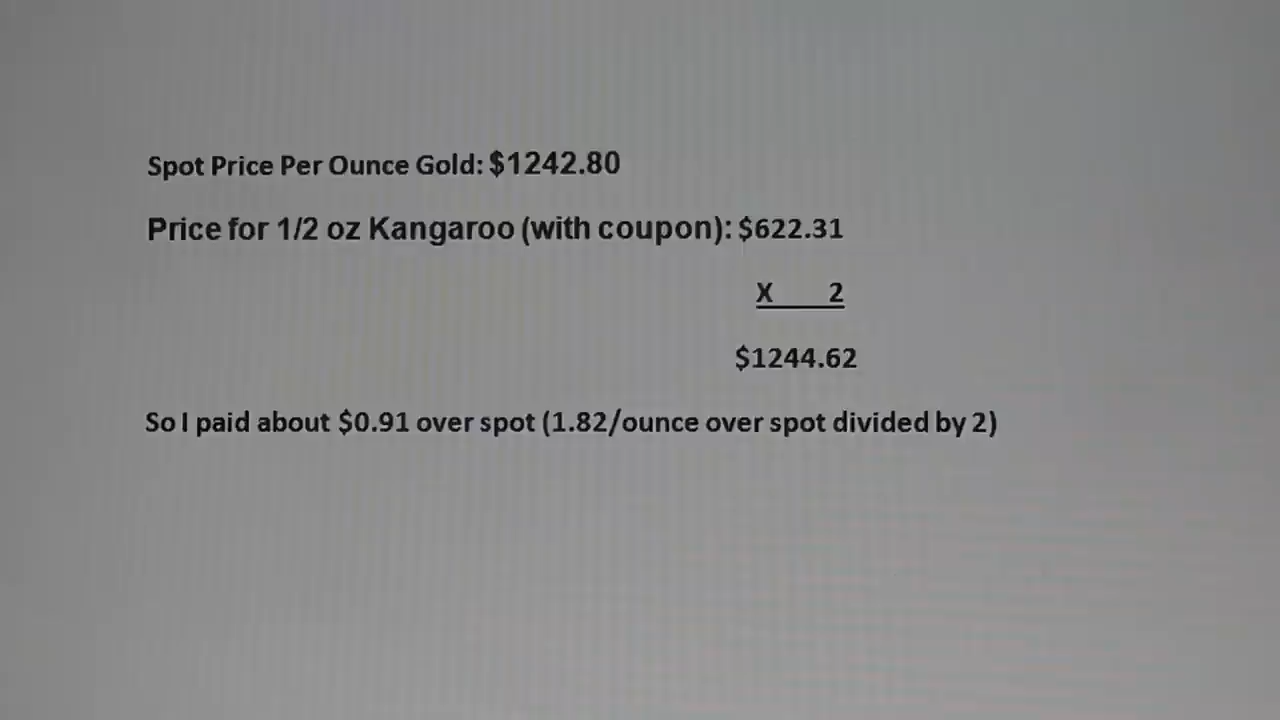 Spot Price Per Ounce Gold: $1242.80
Price for 1/2 oz Kangaroo (with coupon): $622.31
X 2
$1244.62
So I paid about $0.91 over spot (1.82/ounce over spot divided by 2)